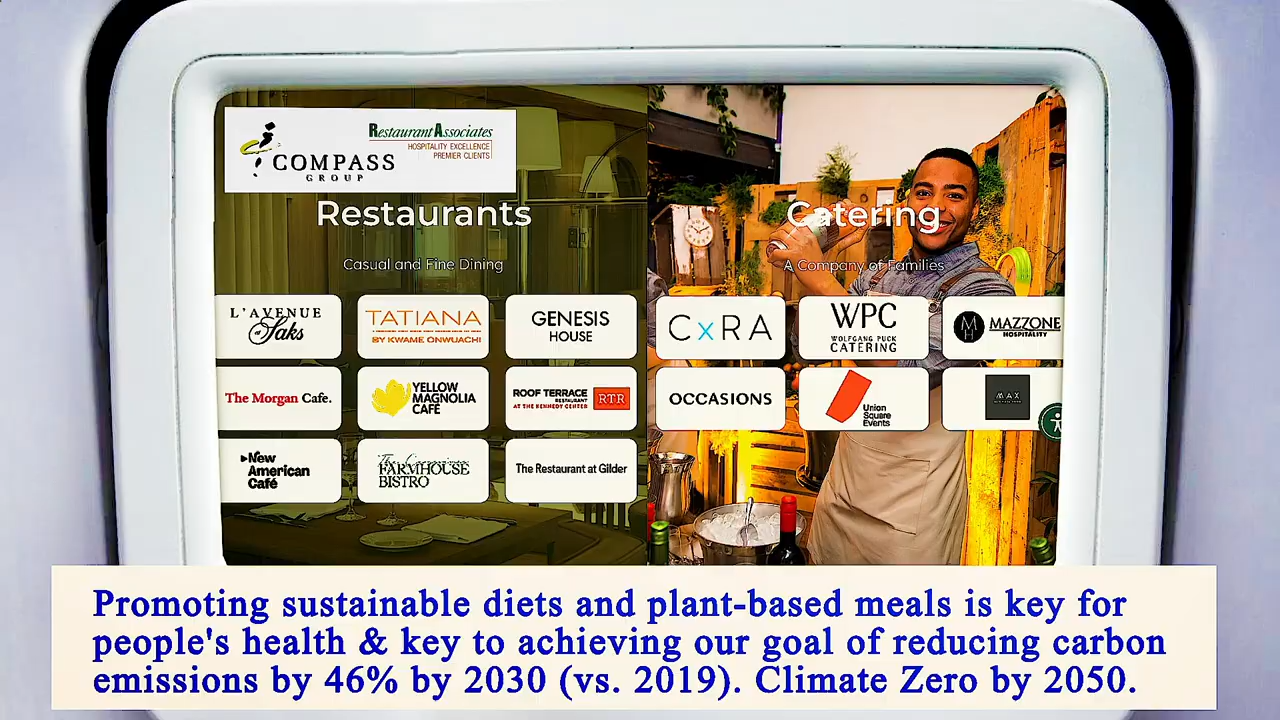 COMPASS
GROUP
Restaurant Associates
HOSPITALITY EXCELLENCE
PREMIER CLIENTS
Restaurants
Casual and Fine Dining
L'AVENUE
Saks
TATIANA
BY KWAME ONWUACHI
GENESIS
HOUSE
The Morgan Cafe.
YELLOW
MAGNOLIA
CAFÉ
ROOF TERRACE
RESTAURANT
AT THE KENNEDY CENTER
RTR
New
American
Café
FARMHOUSE
BISTRO
The Restaurant at Gilder
Catering
A Company of Families
CxRA
WPC
WOLFGANG PUCK
CATERING
MH
MAZZONE
HOSPITALITY
OCCASIONS
Union
Square
Events
MAX
Promoting sustainable diets and plant-based meals is key for
people's health & key to achieving our goal of reducing carbon
emissions by 46% by 2030 (vs. 2019). Climate Zero by 2050.